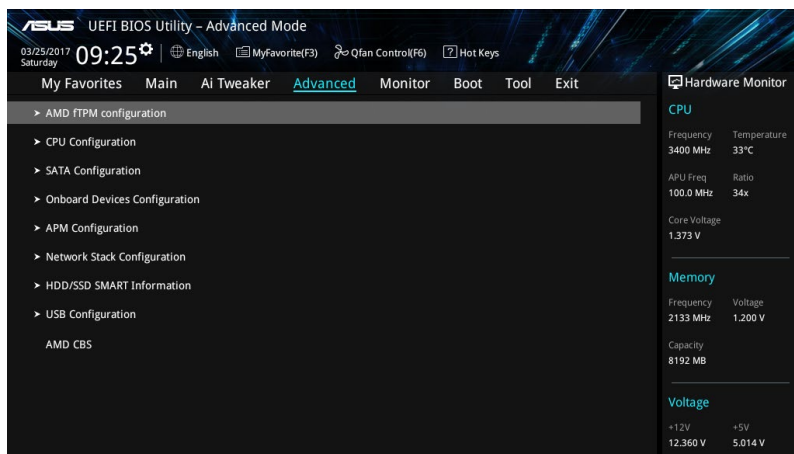 ASUS UEFI BIOS Utility – Advanced Mode
03/25/2017
Saturday
09:25
English MyFavorite(F3) Qfan Control(F6) ? Hot Keys
My Favorites Main Ai Tweaker Advanced Monitor Boot Tool Exit
> AMD fTPM configuration
> CPU Configuration
> SATA Configuration
> Onboard Devices Configuration
> APM Configuration
> Network Stack Configuration
> HDD/SSD SMART Information
> USB Configuration
AMD CBS
Hardware Monitor
CPU
Frequency Temperature
3400 MHz 33°C
APU Freq Ratio
100.0 MHz 34x
Core Voltage
1.373 V
Memory
Frequency Voltage
2133 MHz 1.200 V
Capacity
8192 MB
Voltage
+12V +5V
12.360 V 5.014 V